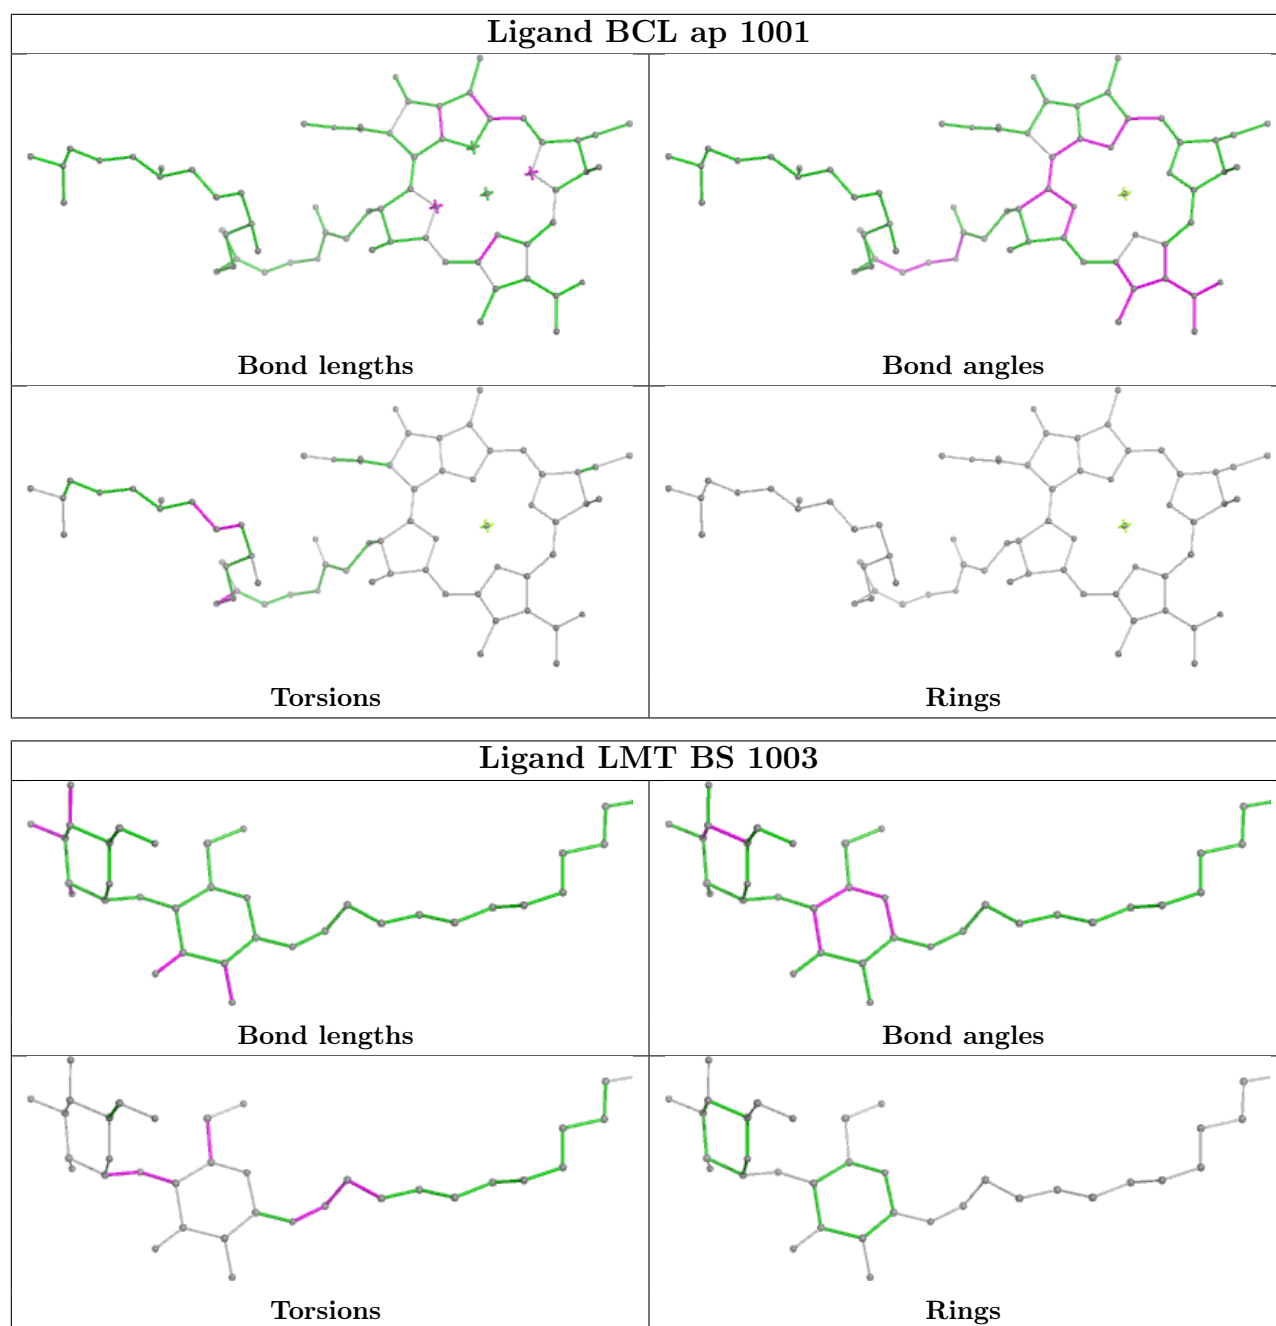 Ligand BCL ap 1001
Bond lengths
Bond angles
Torsions
Rings
Ligand LMT BS 1003
Bond lengths
Bond angles
Torsions
Rings